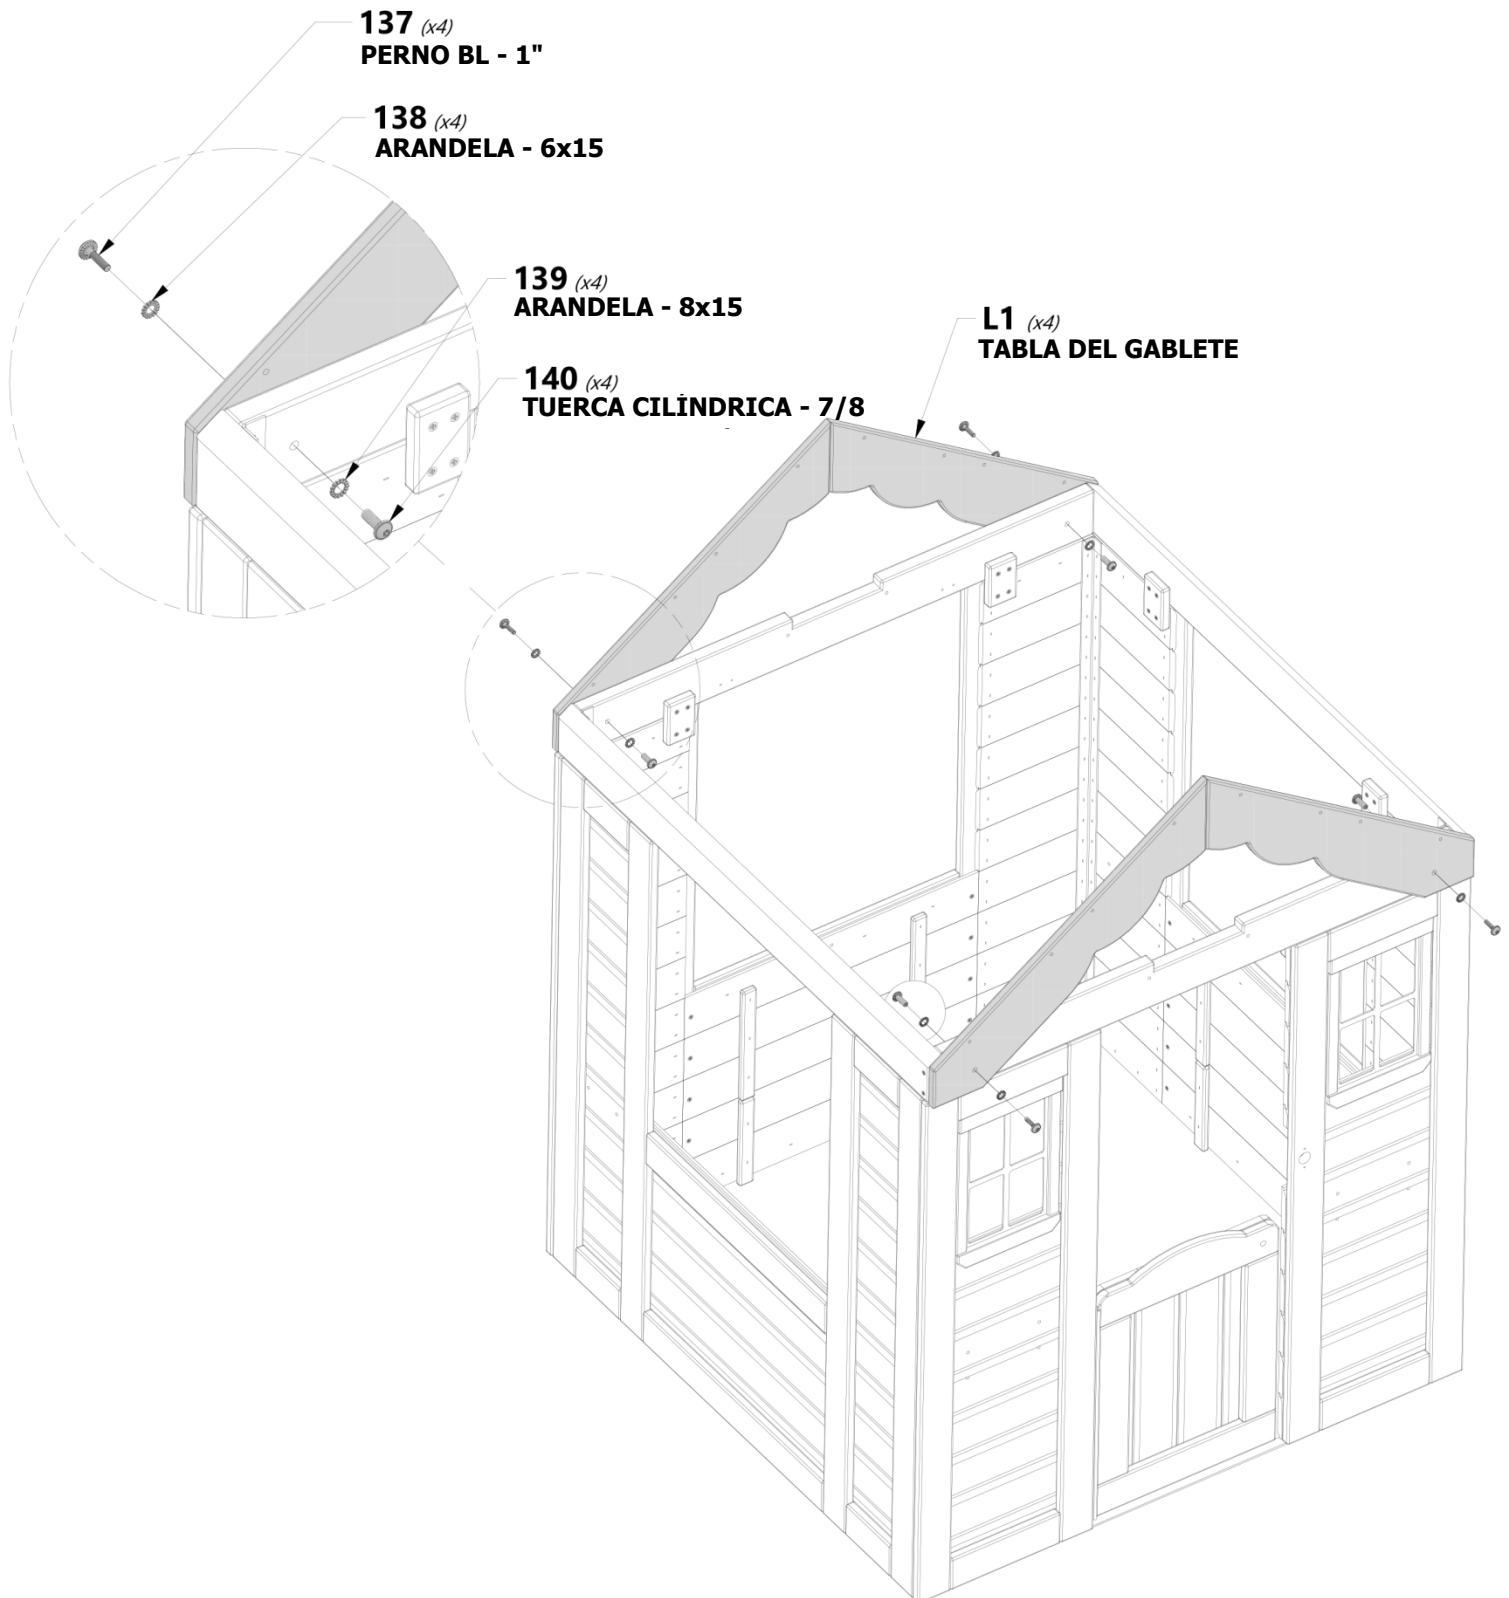 137 (x4)
PERNO BL - 1"
138 (x4)
ARANDELA - 6x15
139 (x4)
ARANDELA - 8x15
L1 (x4)
TABLA DEL GABLETE
140 (x4)
TUERCA CILÍNDRICA - 7/8